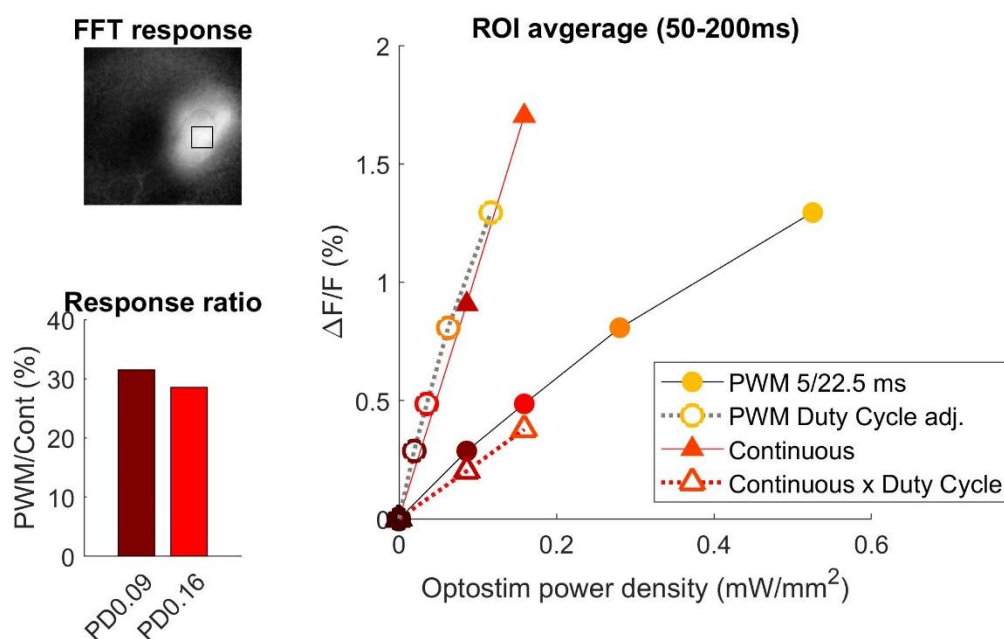 FFT response
ROI avgerage (50-200ms)
2
1.5
1
0.5
0
ΔF/F (%)
0
0.2
0.4
0.6
Optostim power density (mW/mm²)
PWM 5/22.5 ms
PWM Duty Cycle adj.
Continuous
Continuous x Duty Cycle
Response ratio
40
30
20
10
0
PWM/Cont (%)
PD0.09
PD0.16